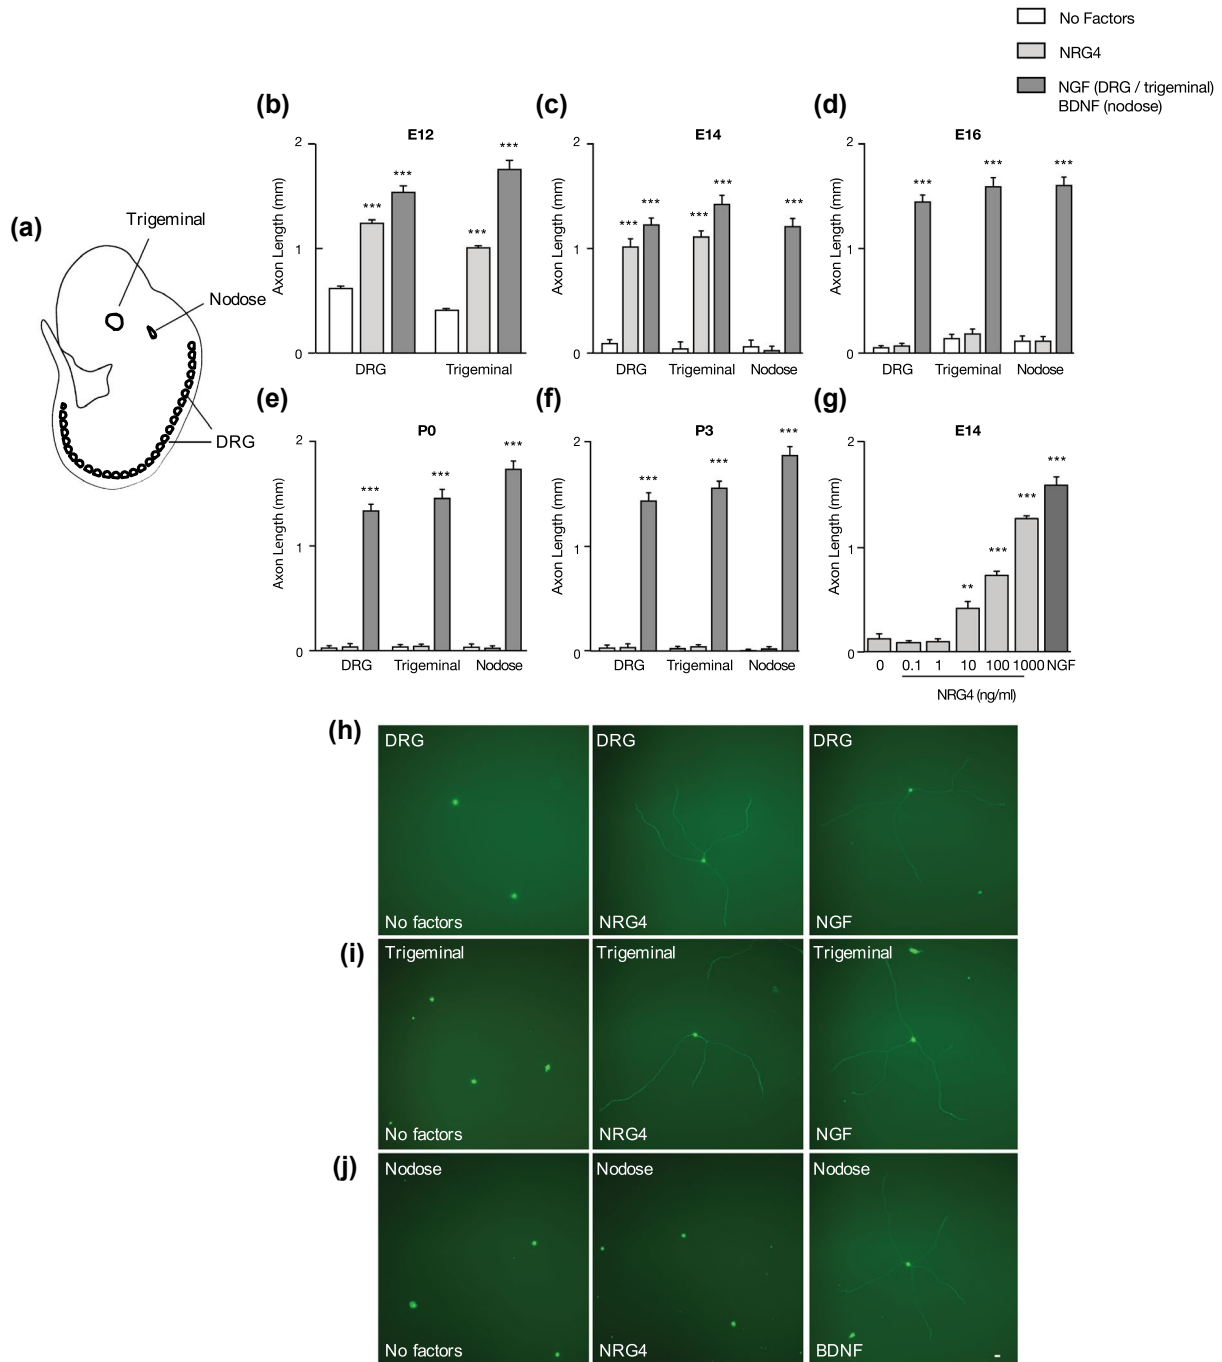 No Factors
NRG4
NGF (DRG / trigeminal)
BDNF (nodose)
(a)
Trigeminal
Nodose
DRG
(b)
E12
Axon Length (mm)
2
1
0
***
***
***
***
DRG
Trigeminal
(c)
E14
Axon Length (mm)
2
1
0
***
***
***
***
***
DRG
Trigeminal
Nodose
(d)
E16
Axon Length (mm)
2
1
0
***
***
***
DRG
Trigeminal
Nodose
(e)
P0
Axon Length (mm)
2
1
0
***
***
***
DRG
Trigeminal
Nodose
(f)
P3
Axon Length (mm)
2
1
0
***
***
***
DRG
Trigeminal
Nodose
(g)
E14
Axon Length (mm)
2
1
0
**
***
***
***
0 0.1 1 10 100 1000 NGF
NRG4 (ng/ml)
(h)
DRG
No factors
DRG
NRG4
DRG
NGF
(i)
Trigeminal
No factors
Trigeminal
NRG4
Trigeminal
NGF
(j)
Nodose
No factors
Nodose
NRG4
Nodose
BDNF